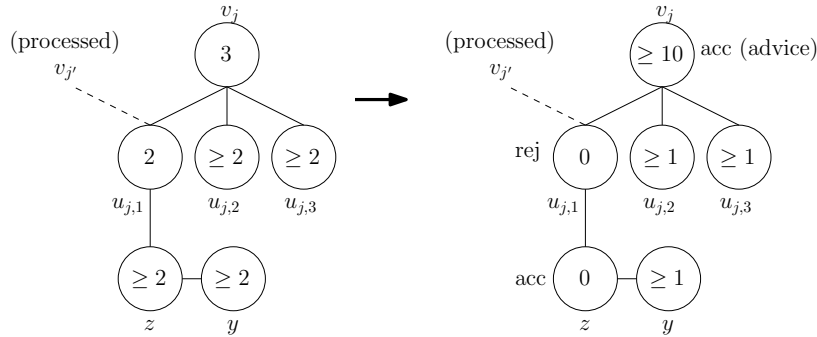 v_j
(processed)
v_{j'}
3
2
≥ 2
≥ 2
u_{j,1}
u_{j,2}
u_{j,3}
≥ 2
≥ 2
z
y
v_j
(processed)
v_{j'}
≥ 10
acc (advice)
rej
0
≥ 1
≥ 1
u_{j,1}
u_{j,2}
u_{j,3}
acc
0
≥ 1
z
y